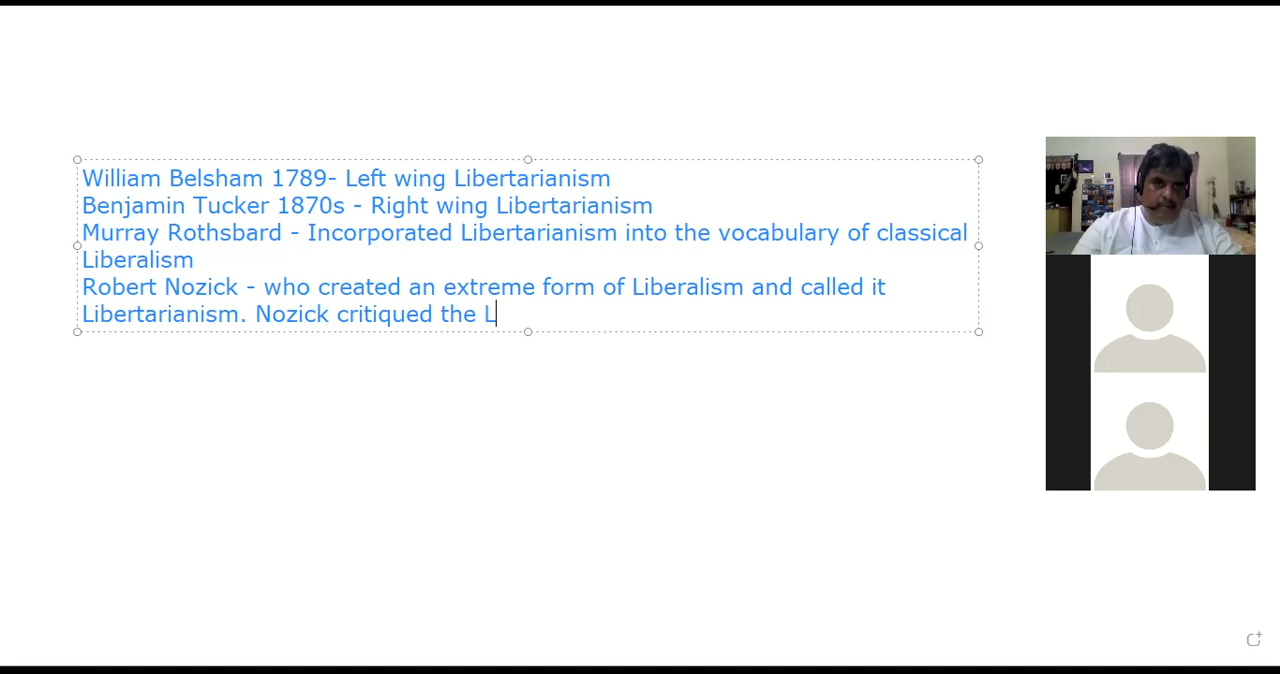 William Belsham 1789- Left wing Libertarianism
Benjamin Tucker 1870s - Right wing Libertarianism
Murray Rothsbard - Incorporated Libertarianism into the vocabulary of classical
Liberalism
Robert Nozick - who created an extreme form of Liberalism and called it
Libertarianism. Nozick critiqued the L